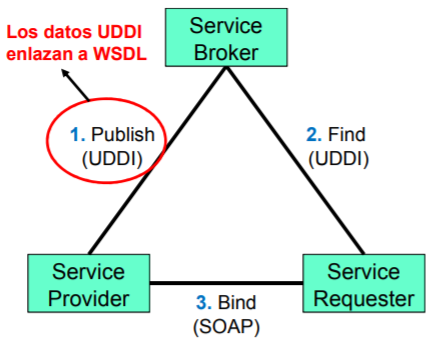 Los datos UDDI
enlazan a WSDL
Service
Broker
1. Publish
(UDDI)
2. Find
(UDDI)
Service
Provider
3. Bind
(SOAP)
Service
Requester